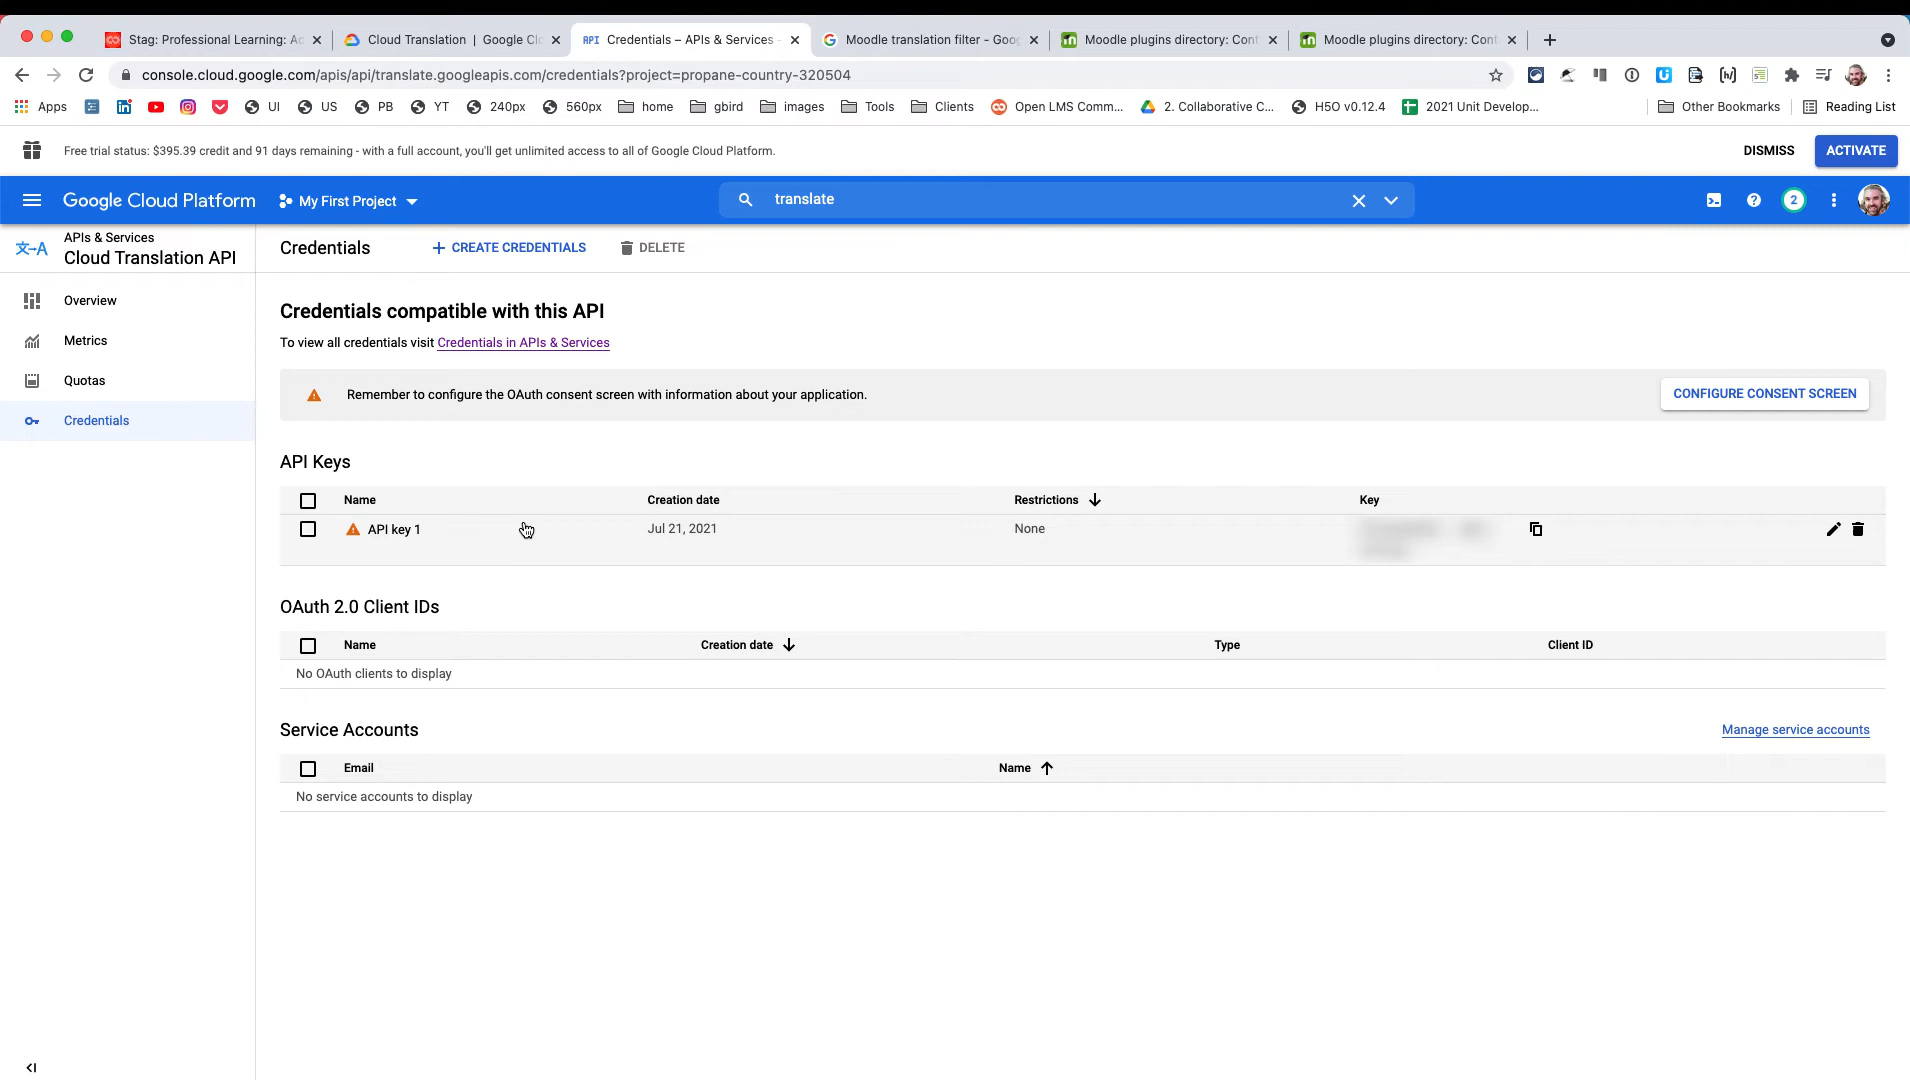 Stag: Professional Learning: Ac
Cloud Translation | Google Clo
API Credentials – APIs & Services -
Moodle translation filter - Goog
Moodle plugins directory: Cont
Moodle plugins directory: Cont
console.cloud.google.com/apis/api/translate.googleapis.com/credentials?project=propane-country-320504
Apps UI US PB YT 240px 560px home gbird images Tools Clients Open LMS Comm... 2. Collaborative C... H5O v0.12.4 2021 Unit Develop... Other Bookmarks Reading List
Free trial status: $395.39 credit and 91 days remaining - with a full account, you'll get unlimited access to all of Google Cloud Platform.
DISMISS ACTIVATE
Google Cloud Platform My First Project translate 2
APIs & Services
Cloud Translation API
Credentials + CREATE CREDENTIALS DELETE
Overview
Metrics
Quotas
Credentials
Credentials compatible with this API
To view all credentials visit Credentials in APIs & Services
Remember to configure the OAuth consent screen with information about your application.
CONFIGURE CONSENT SCREEN
API Keys
Name Creation date Restrictions Key
API key 1 Jul 21, 2021 None
OAuth 2.0 Client IDs
Name Creation date Type Client ID
No OAuth clients to display
Service Accounts Manage service accounts
Email Name
No service accounts to display